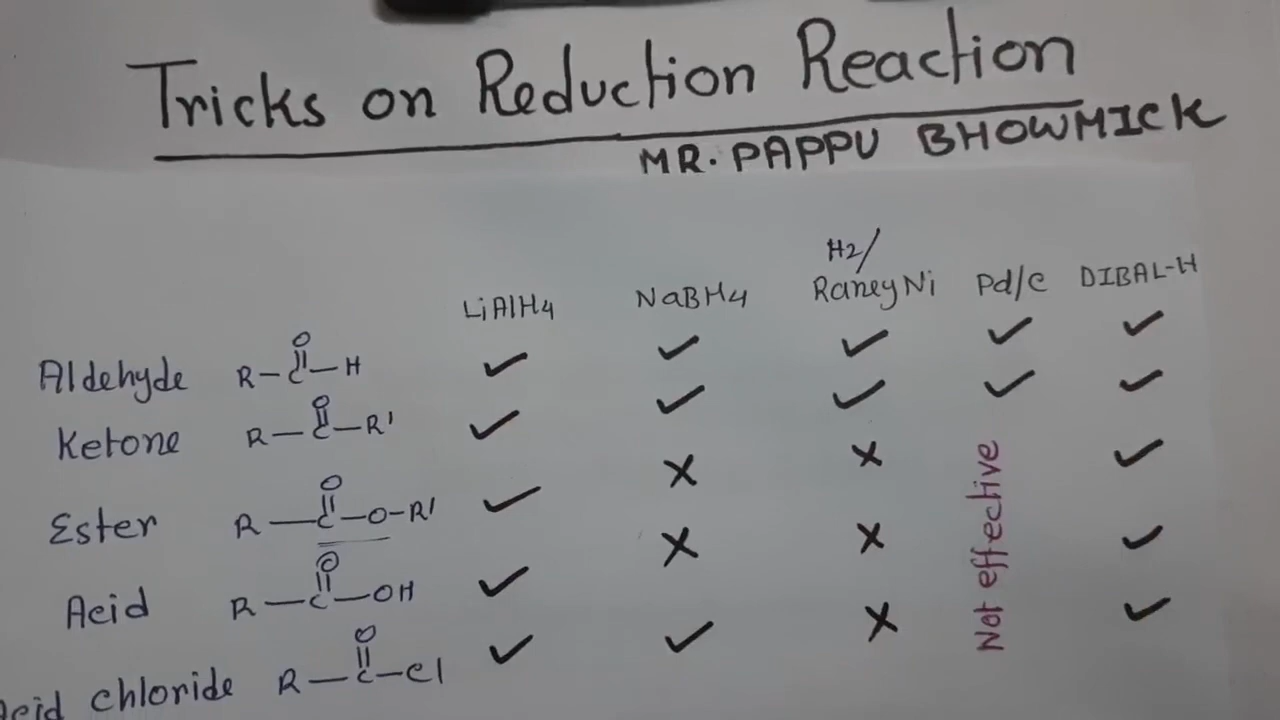 Tricks on Reduction Reaction
MR. PAPPU BHOWMICK
LiAlH4 NaBH4 H2/ Raney Ni Pd/C DIBAL-H
Aldehyde R-C-H O ✓ ✓ ✓ ✓ ✓
Ketone R-C-R' O ✓ ✓ ✓ ✓ ✓
Ester R-C-O-R' O ✓ X X ✓
Acid R-C-OH O ✓ X X ✓
Acid chloride R-C-Cl O ✓ ✓ X ✓
Not effective